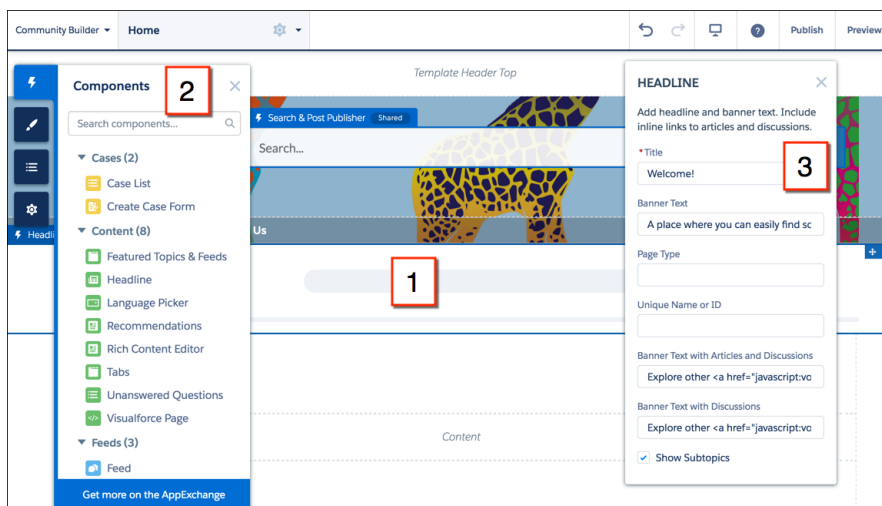 Community Builder
Home
Publish
Preview
Template Header Top
Components
2
Search components...
Cases (2)
Case List
Create Case Form
Content (8)
Featured Topics & Feeds
Headline
Language Picker
Recommendations
Rich Content Editor
Tabs
Unanswered Questions
Visualforce Page
Feeds (3)
Feed
Get more on the AppExchange
Headli
Search & Post Publisher
Shared
Search...
Us
1
Content
HEADLINE
Add headline and banner text. Include
inline links to articles and discussions.
*Title
3
Welcome!
Banner Text
A place where you can easily find sc
Page Type
Unique Name or ID
Banner Text with Articles and Discussions
Explore other <a href="javascript:vo
Banner Text with Discussions
Explore other <a href="javascript:vo
Show Subtopics